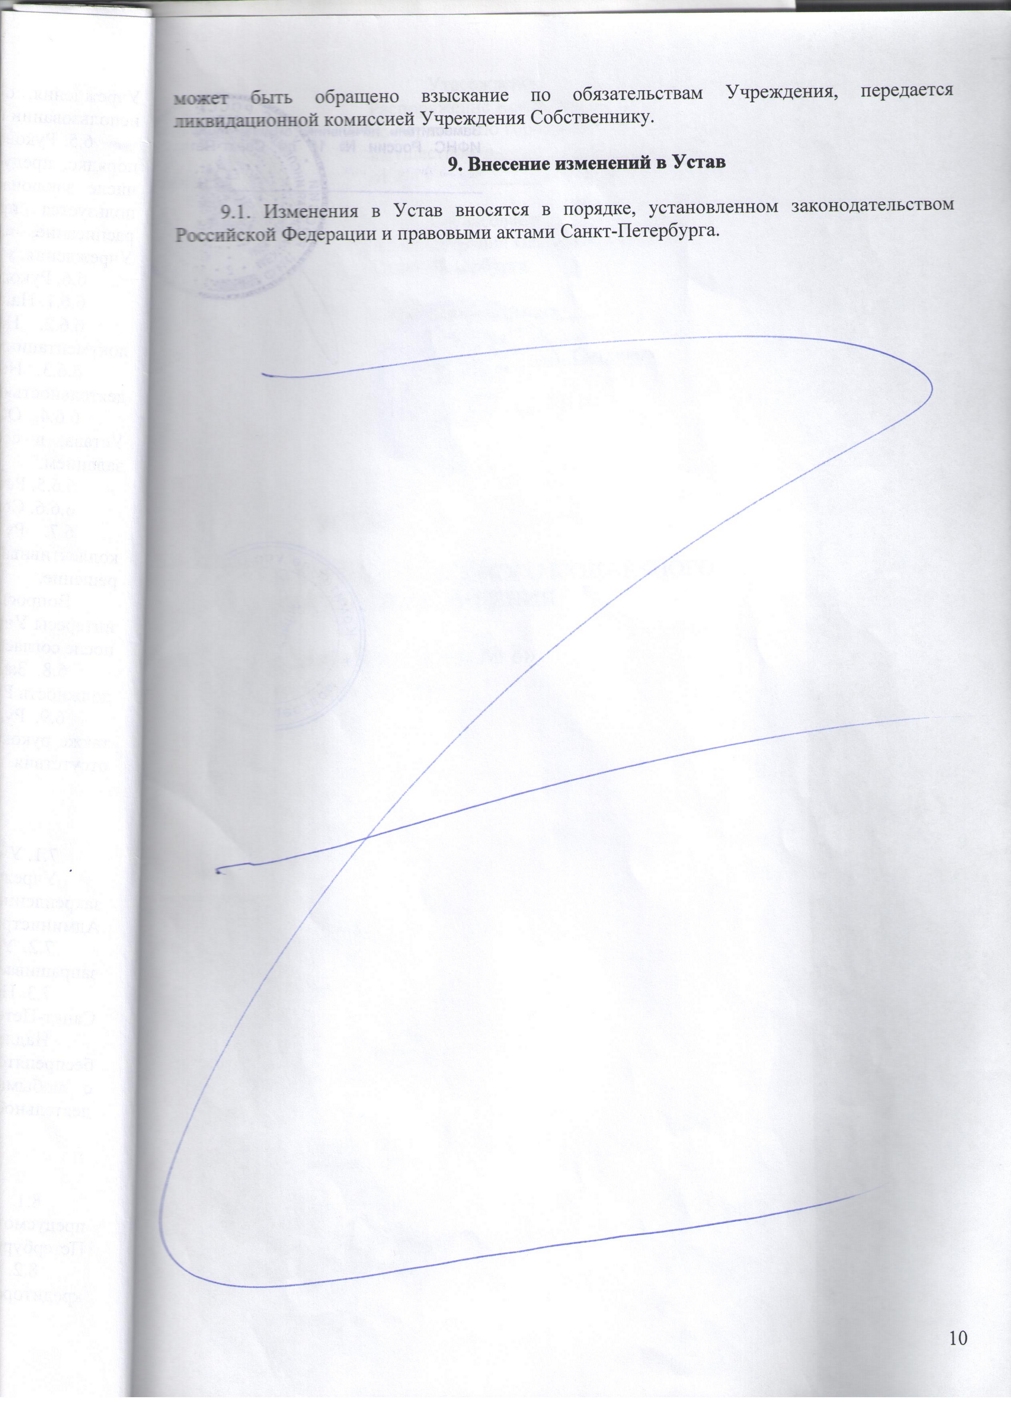 может быть обращено взыскание по обязательствам Учреждения, передается
ликвидационной комиссией Учреждения Собственнику.
9. Внесение изменений в Устав
9.1. Изменения в Устав вносятся в порядке, установленном законодательством
Российской Федерации и правовыми актами Санкт-Петербурга.
10